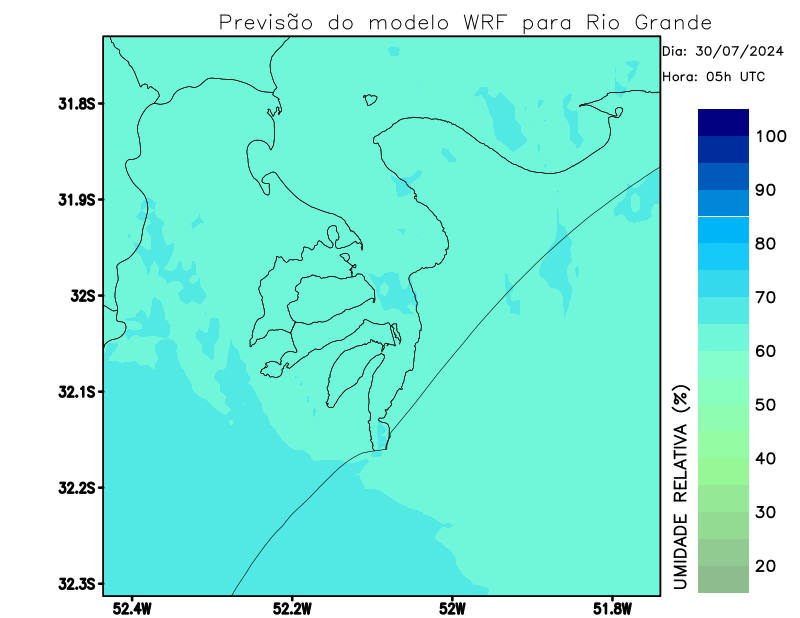 Previsão do modelo WRF para Rio Grande
Dia: 30/07/2024
Hora: 05h UTC
31.8S
31.9S
32S
32.1S
32.2S
32.3S
52.4W
52.2W
52W
51.8W
UMIDADE RELATIVA (%)
100
90
80
70
60
50
40
30
20